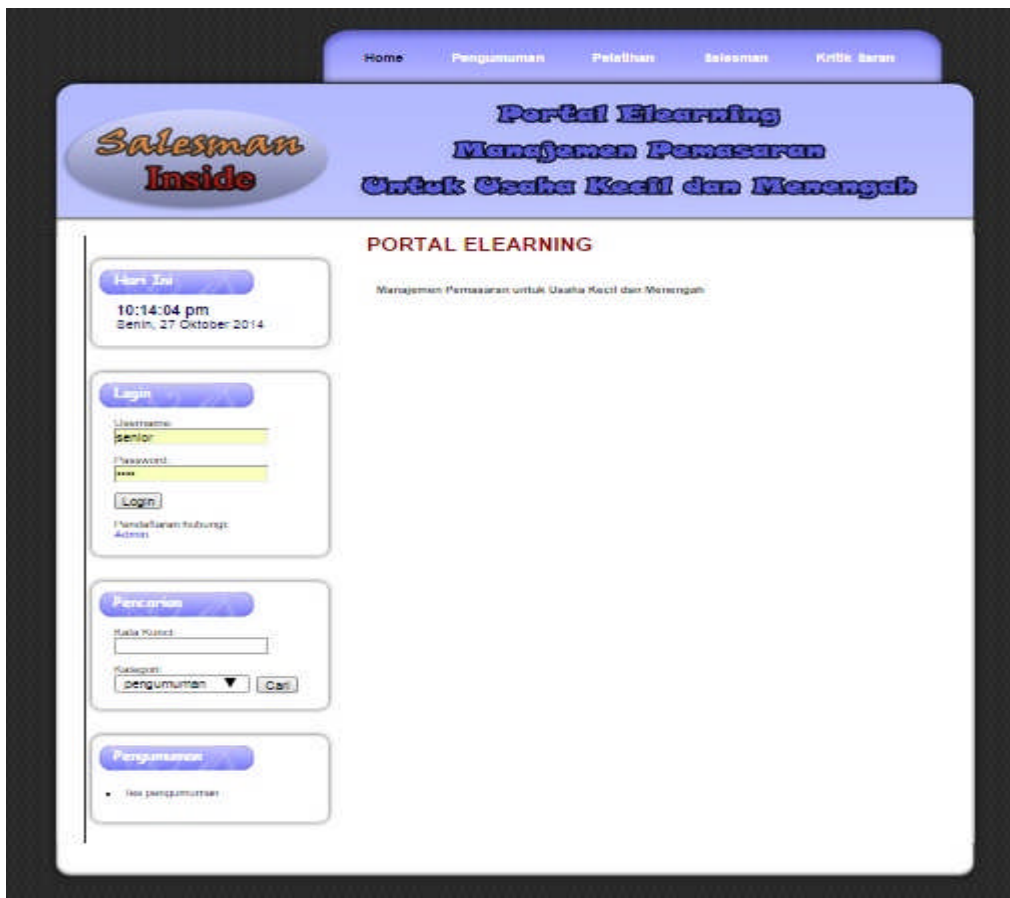 Home Pengumuman Pelatihan Salesman Kritik Saran
Salesman
Inside
Portal Elearning
Manajemen Pemasaran
Untuk Usaha Kecil dan Menengah
PORTAL ELEARNING
Manajemen Pemasaran untuk Usaha Kecil dan Menengah
Hari Ini
10:14:04 pm
Senin, 27 Oktober 2014
Login
Username:
senior
Password:
••••
Login
Pendaftaran hubungi:
Admin
Pencarian
Kata Kunci:
Kategori:
pengumuman Cari
Pengumuman
pengumuman